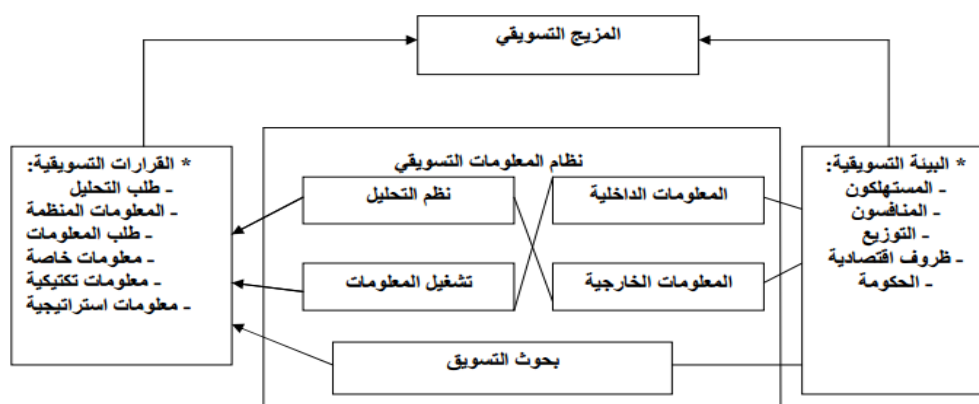 المزيج التسويقي
* البيئة التسويقية:
- المستهلكون
- المنافسون
- التوزيع
- ظروف اقتصادية
- الحكومة
نظام المعلومات التسويقي
المعلومات الداخلية
نظم التحليل
المعلومات الخارجية
تشغيل المعلومات
بحوث التسويق
* القرارات التسويقية:
- طلب التحليل
- المعلومات المنظمة
- طلب المعلومات
- معلومات خاصة
- معلومات تكتيكية
- معلومات استراتيجية